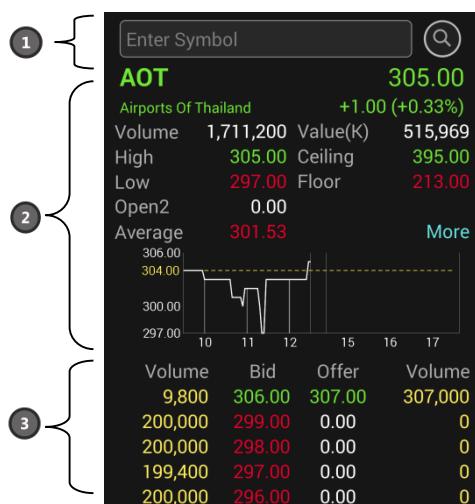 1
Enter Symbol
2
AOT 305.00
Airports Of Thailand +1.00 (+0.33%)
Volume 1,711,200 Value(K) 515,969
High 305.00 Ceiling 395.00
Low 297.00 Floor 213.00
Open2 0.00
Average 301.53 More
306.00
304.00
300.00
297.00
10 11 12 15 16 17
3
Volume Bid Offer Volume
9,800 306.00 307.00 307,000
200,000 299.00 0.00 0
200,000 298.00 0.00 0
199,400 297.00 0.00 0
200,000 296.00 0.00 0